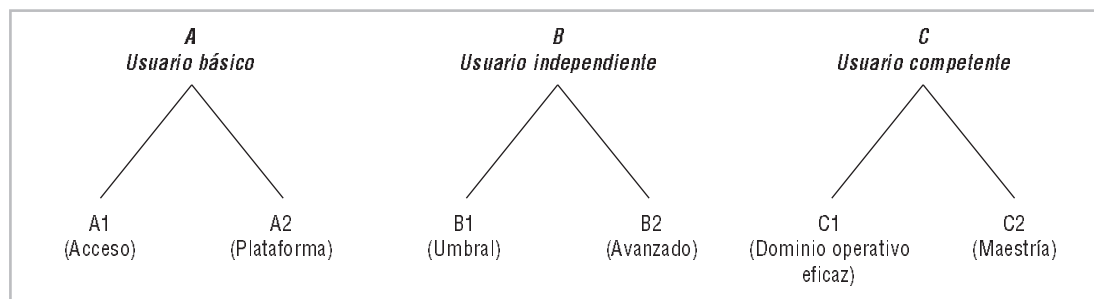 A
Usuario básico
B
Usuario independiente
C
Usuario competente
A1
(Acceso)
A2
(Plataforma)
B1
(Umbral)
B2
(Avanzado)
C1
(Dominio operativo
eficaz)
C2
(Maestría)